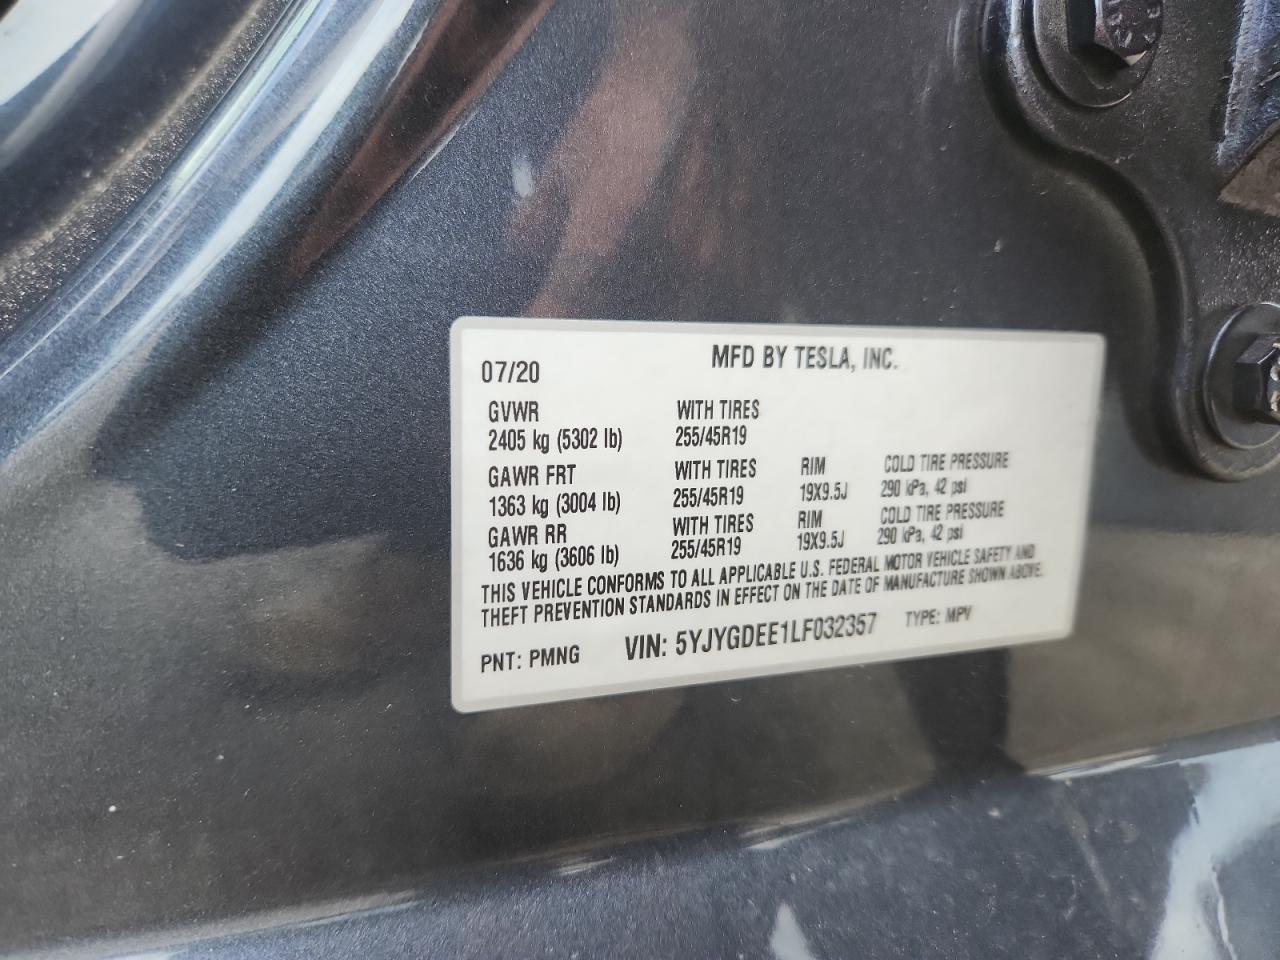 MFD BY TESLA, INC.
07/20
GVWR WITH TIRES
2405 kg (5302 lb) 255/45R19
GAWR FRT WITH TIRES RIM COLD TIRE PRESSURE
1363 kg (3004 lb) 255/45R19 19X9.5J 290 kPa, 42 psi
GAWR RR WITH TIRES RIM COLD TIRE PRESSURE
1636 kg (3606 lb) 255/45R19 19X9.5J 290 kPa, 42 psi
THIS VEHICLE CONFORMS TO ALL APPLICABLE U.S. FEDERAL MOTOR VEHICLE SAFETY AND
THEFT PREVENTION STANDARDS IN EFFECT ON THE DATE OF MANUFACTURE SHOWN ABOVE.
PNT: PMNG VIN: 5YJYGDEE1LF032357 TYPE: MPV